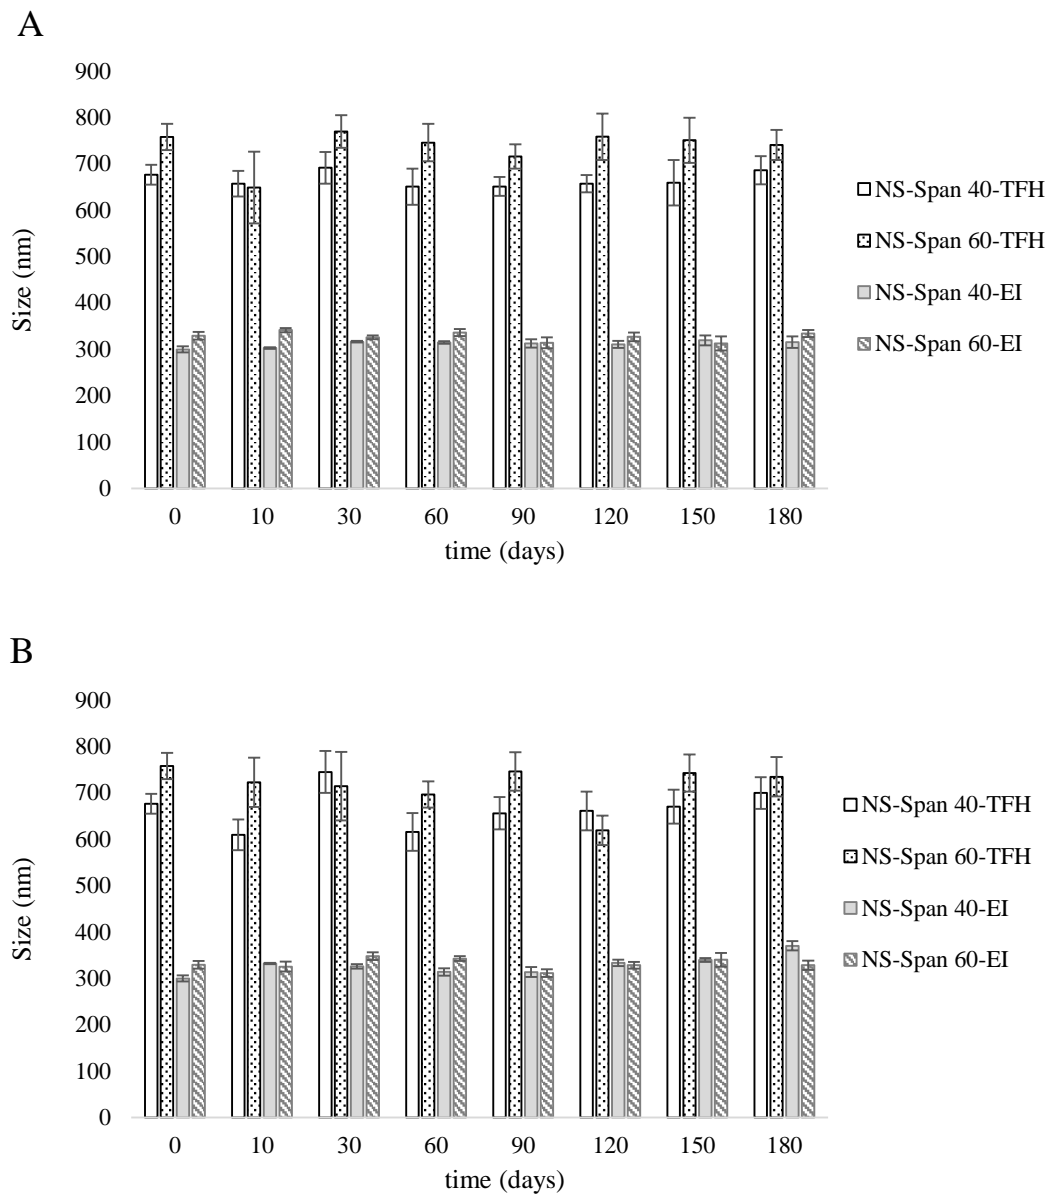 A
900
800
700
600
500
400
300
200
100
0
Size (nm)
0 10 30 60 90 120 150 180
time (days)
NS-Span 40-TFH
NS-Span 60-TFH
NS-Span 40-EI
NS-Span 60-EI
B
900
800
700
600
500
400
300
200
100
0
Size (nm)
0 10 30 60 90 120 150 180
time (days)
NS-Span 40-TFH
NS-Span 60-TFH
NS-Span 40-EI
NS-Span 60-EI